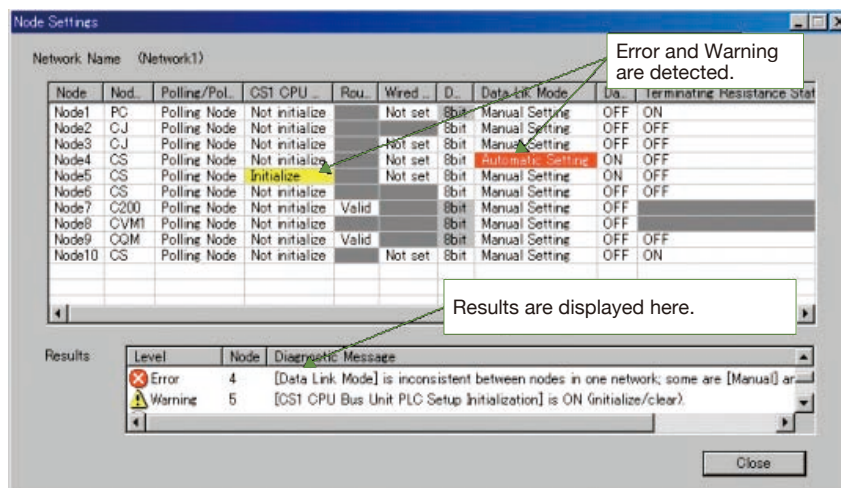 Node Settings
Network Name (Network1)
Error and Warning
are detected.
Node Nod.. Polling/Pol.. CS1 CPU .. Rou.. Wired .. D.. Data Link Mode Da.. Terminating Resistance Stat
Node1 PC Polling Node Not initialize Not set 8bit Manual Setting OFF ON
Node2 CJ Polling Node Not initialize 8bit Manual Setting OFF OFF
Node3 CJ Polling Node Not initialize Not set 8bit Manual Setting OFF OFF
Node4 CS Polling Node Not initialize Not set 8bit Automatic Setting ON OFF
Node5 CS Polling Node Initialize Not set 8bit Manual Setting ON OFF
Node6 CS Polling Node Not initialize 8bit Manual Setting OFF OFF
Node7 C200 Polling Node Not initialize Valid 8bit Manual Setting OFF
Node8 CVM1 Polling Node Not initialize 8bit Manual Setting OFF
Node9 CQM Polling Node Not initialize Valid 8bit Manual Setting OFF OFF
Node10 CS Polling Node Not initialize Not set 8bit Manual Setting OFF ON
Results are displayed here.
Results
Level Node Diagnostic Message
Error 4 [Data Link Mode] is inconsistent between nodes in one network; some are [Manual] ar
Warning 5 [CS1 CPU Bus Unit PLC Setup Initialization] is ON (initialize/clear).
Close